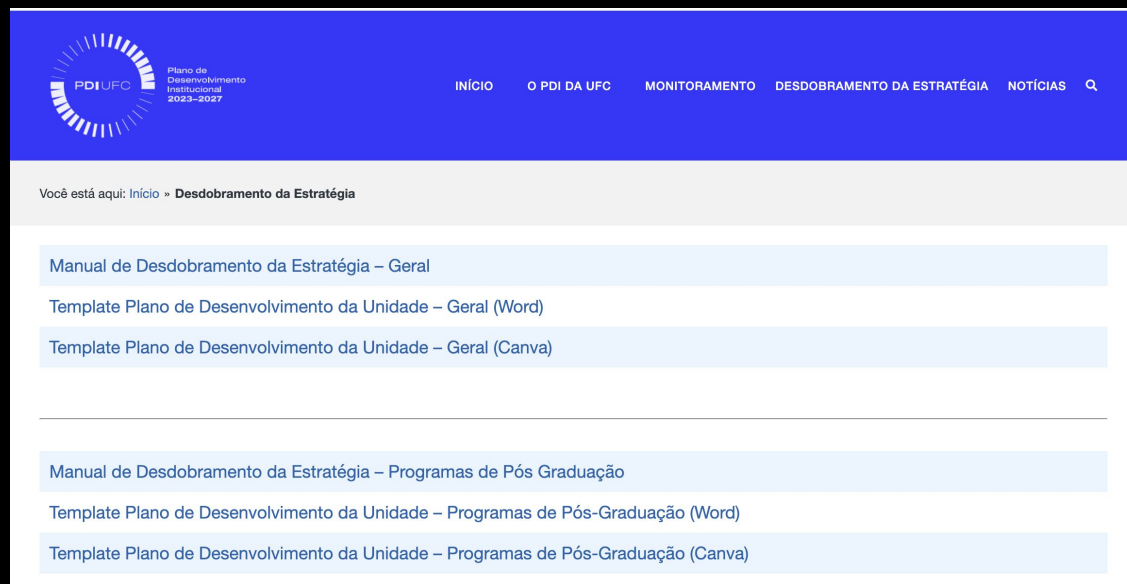 PDIUFC
Plano de
Desenvolvimento
Institucional
2023–2027
INÍCIO O PDI DA UFC MONITORAMENTO DESDOBRAMENTO DA ESTRATÉGIA NOTÍCIAS
Você está aqui: Início » Desdobramento da Estratégia
Manual de Desdobramento da Estratégia – Geral
Template Plano de Desenvolvimento da Unidade – Geral (Word)
Template Plano de Desenvolvimento da Unidade – Geral (Canva)
Manual de Desdobramento da Estratégia – Programas de Pós Graduação
Template Plano de Desenvolvimento da Unidade – Programas de Pós-Graduação (Word)
Template Plano de Desenvolvimento da Unidade – Programas de Pós-Graduação (Canva)